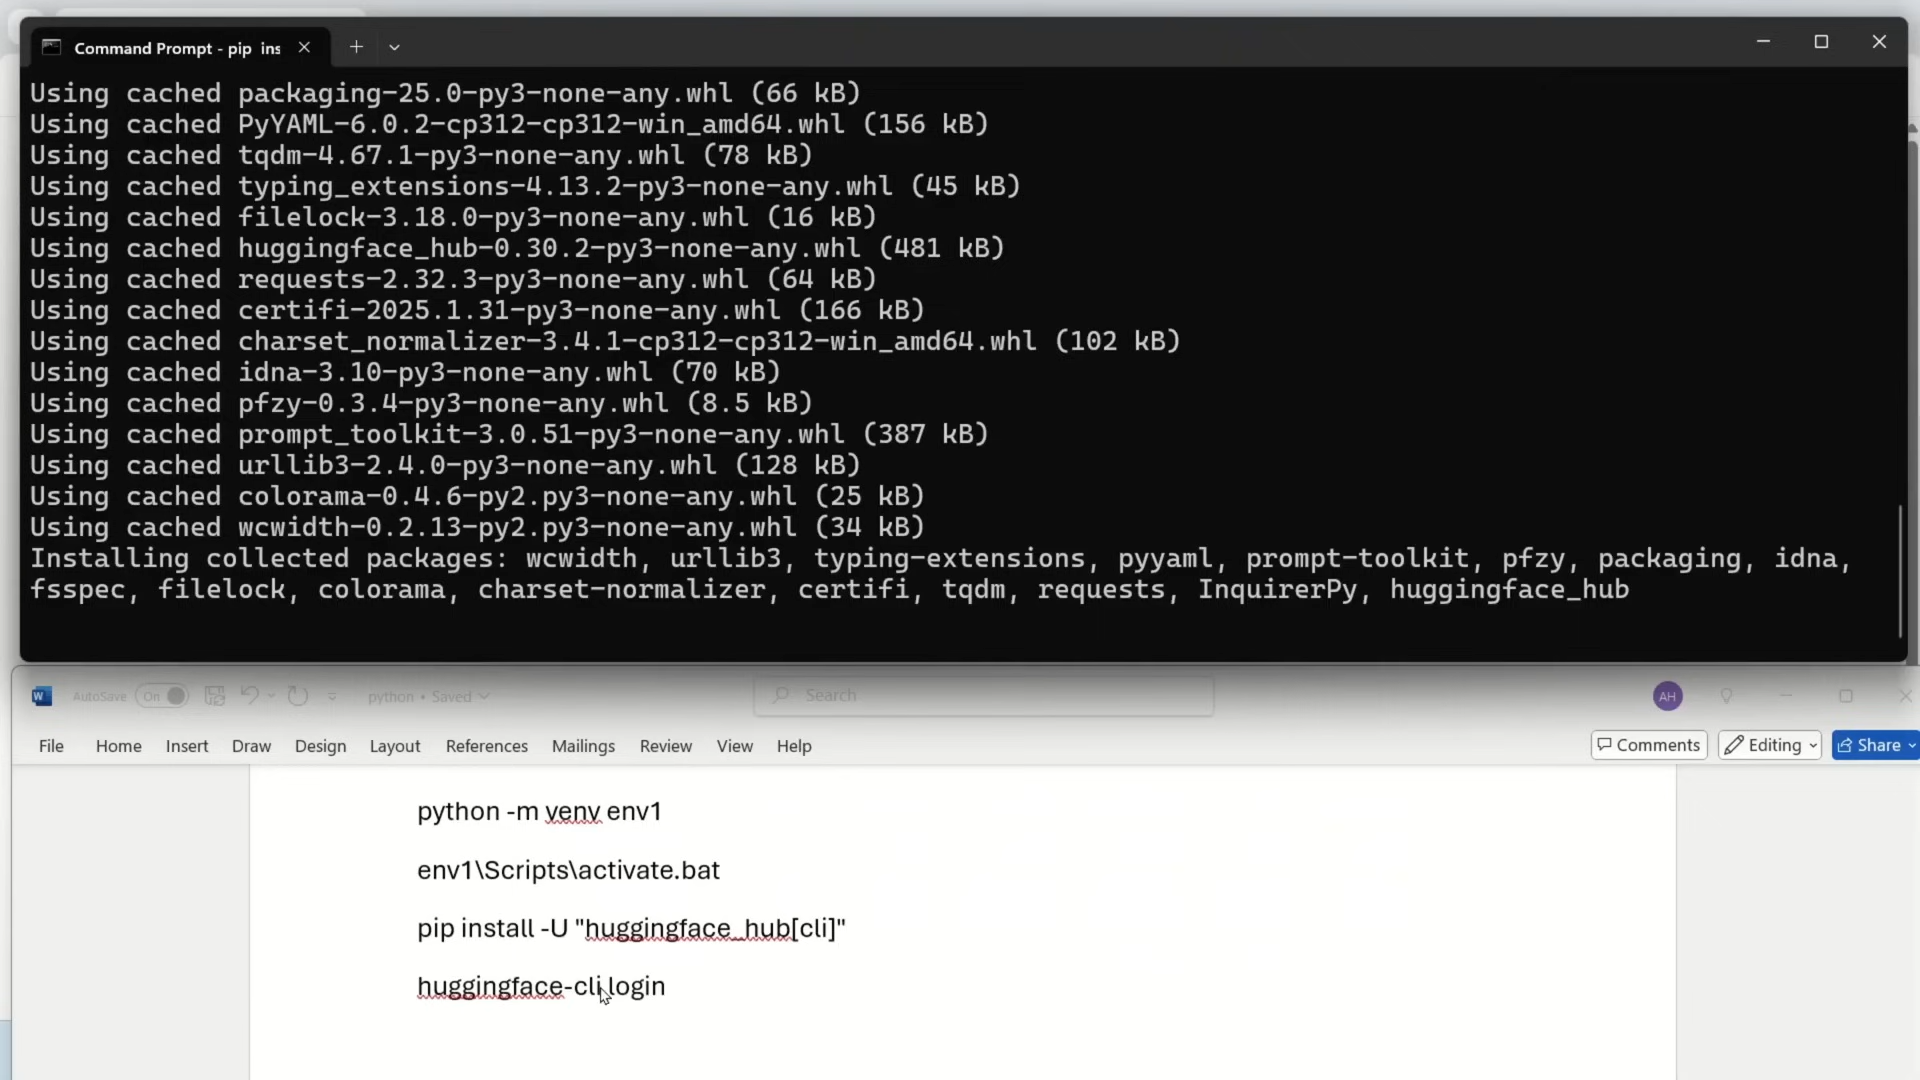 Command Prompt - pip ins
Using cached packaging-25.0-py3-none-any.whl (66 kB)
Using cached PyYAML-6.0.2-cp312-cp312-win_amd64.whl (156 kB)
Using cached tqdm-4.67.1-py3-none-any.whl (78 kB)
Using cached typing_extensions-4.13.2-py3-none-any.whl (45 kB)
Using cached filelock-3.18.0-py3-none-any.whl (16 kB)
Using cached huggingface_hub-0.30.2-py3-none-any.whl (481 kB)
Using cached requests-2.32.3-py3-none-any.whl (64 kB)
Using cached certifi-2025.1.31-py3-none-any.whl (166 kB)
Using cached charset_normalizer-3.4.1-cp312-cp312-win_amd64.whl (102 kB)
Using cached idna-3.10-py3-none-any.whl (70 kB)
Using cached pfzy-0.3.4-py3-none-any.whl (8.5 kB)
Using cached prompt_toolkit-3.0.51-py3-none-any.whl (387 kB)
Using cached urllib3-2.4.0-py3-none-any.whl (128 kB)
Using cached colorama-0.4.6-py2.py3-none-any.whl (25 kB)
Using cached wcwidth-0.2.13-py2.py3-none-any.whl (34 kB)
Installing collected packages: wcwidth, urllib3, typing-extensions, pyyaml, prompt-toolkit, pfzy, packaging, idna,
fsspec, filelock, colorama, charset-normalizer, certifi, tqdm, requests, InquirerPy, huggingface_hub
W AutoSave On python • Saved Search AH
File Home Insert Draw Design Layout References Mailings Review View Help Comments Editing Share
python -m venv env1
env1\Scripts\activate.bat
pip install -U "huggingface_hub[cli]"
huggingface-cli login